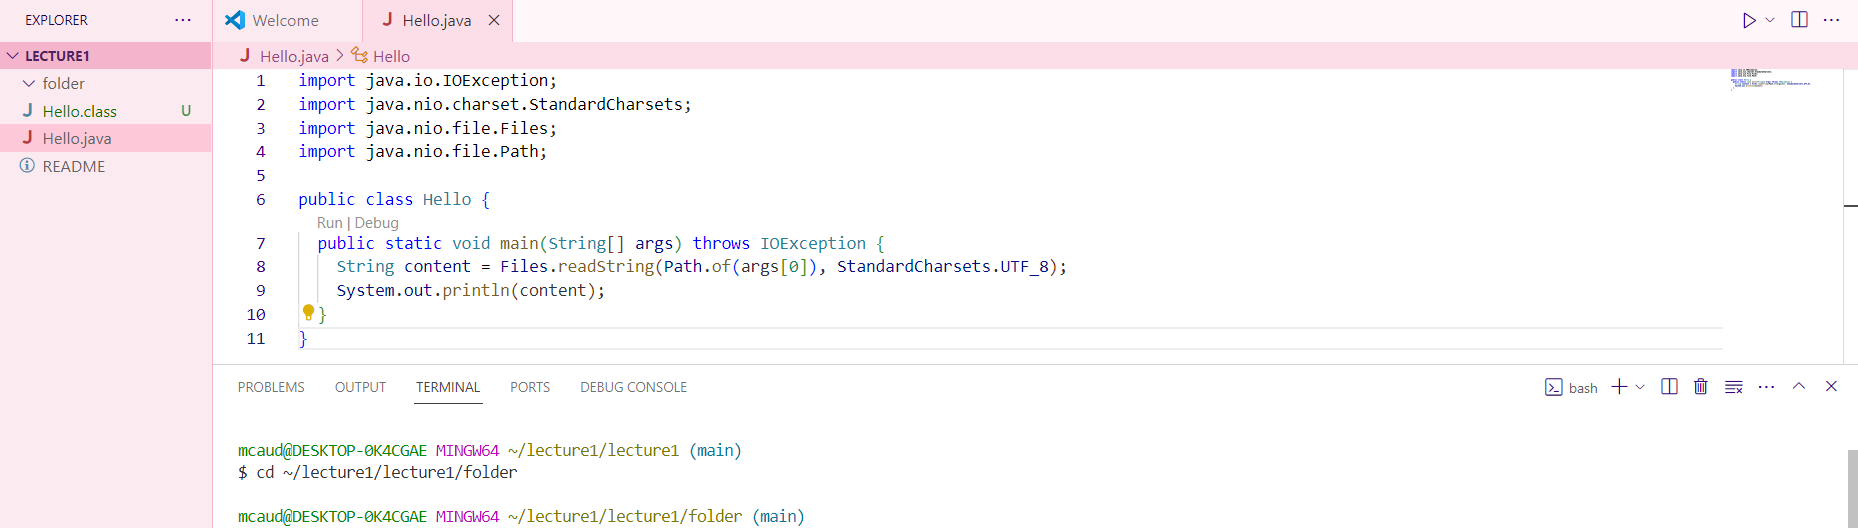 EXPLORER ···
Welcome
J Hello.java
LECTURE1
folder
J Hello.class U
J Hello.java
README
J Hello.java > Hello
1 import java.io.IOException;
2 import java.nio.charset.StandardCharsets;
3 import java.nio.file.Files;
4 import java.nio.file.Path;
5
6 public class Hello {
Run | Debug
7 public static void main(String[] args) throws IOException {
8 String content = Files.readString(Path.of(args[0]), StandardCharsets.UTF_8);
9 System.out.println(content);
10 }
11 }
PROBLEMS OUTPUT TERMINAL PORTS DEBUG CONSOLE
bash
mcaud@DESKTOP-0K4CGAE MINGW64 ~/lecture1/lecture1 (main)
$ cd ~/lecture1/lecture1/folder
mcaud@DESKTOP-0K4CGAE MINGW64 ~/lecture1/lecture1/folder (main)